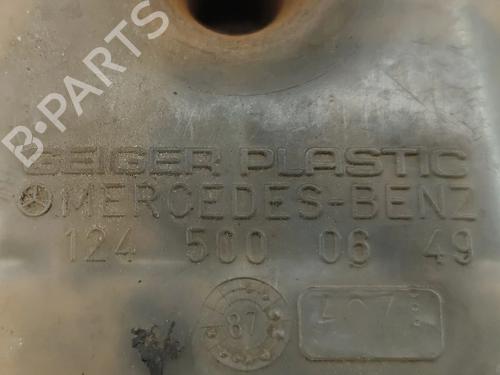 B-PARTS
GEIGER PLASTIC
MERCEDES-BENZ
124 500 06 49
87